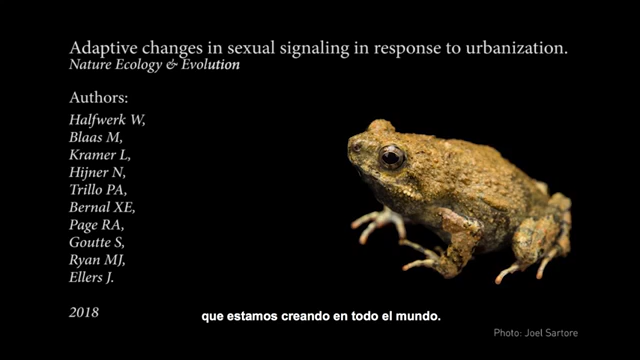 Adaptive changes in sexual signaling in response to urbanization.
Nature Ecology & Evolution
Authors:
Halfwerk W,
Blaas M,
Kramer L,
Hijner N,
Trillo PA,
Bernal XE,
Page RA,
Goutte S,
Ryan MJ,
Ellers J.
2018
que estamos creando en todo el mundo.
Photo: Joel Sartore